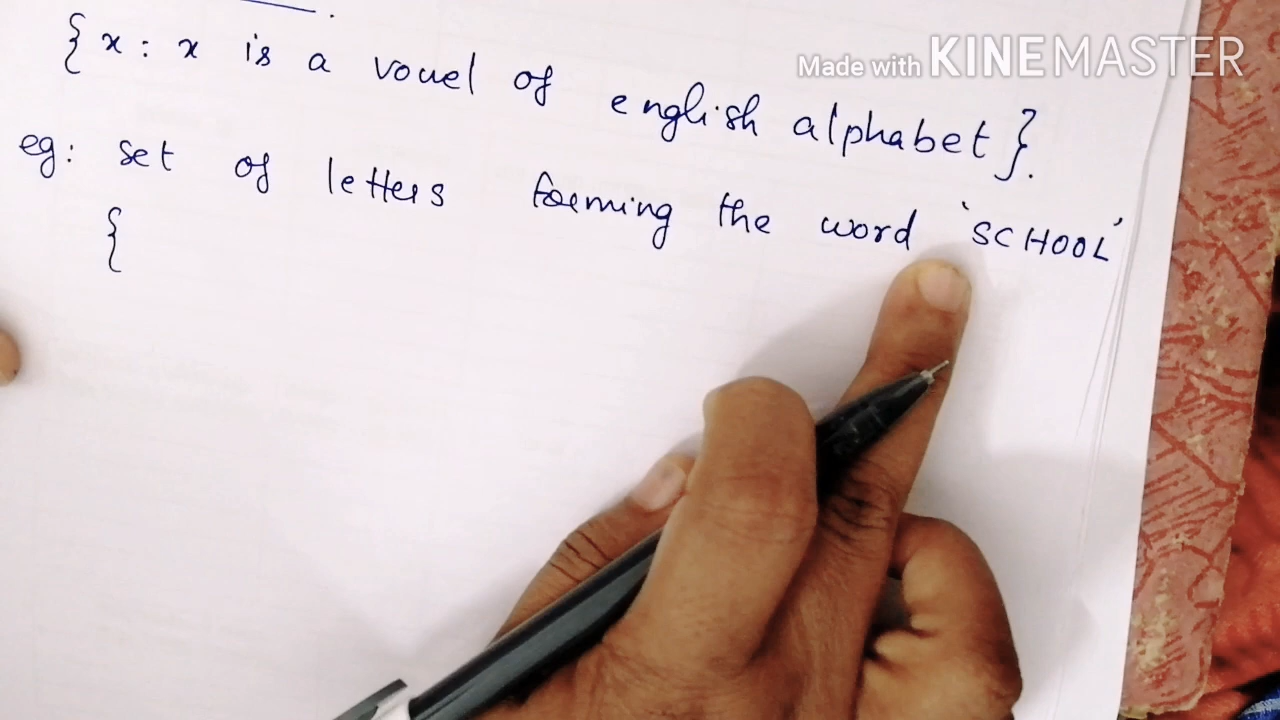 Made with KINEMASTER
{x : x is a vowel of english alphabet}.
eg: set of letters forming the word 'SCHOOL'
{